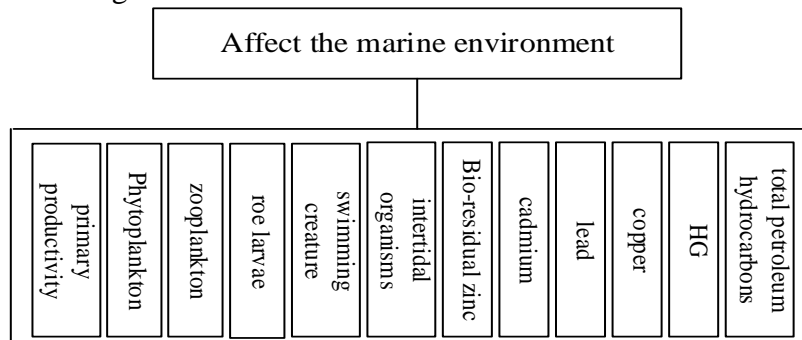 Affect the marine environment
primary
productivity
Phytoplankton
zooplankton
roe larvae
swimming
creature
intertidal
organisms
Bio-residual zinc
cadmium
lead
copper
HG
total petroleum
hydrocarbons